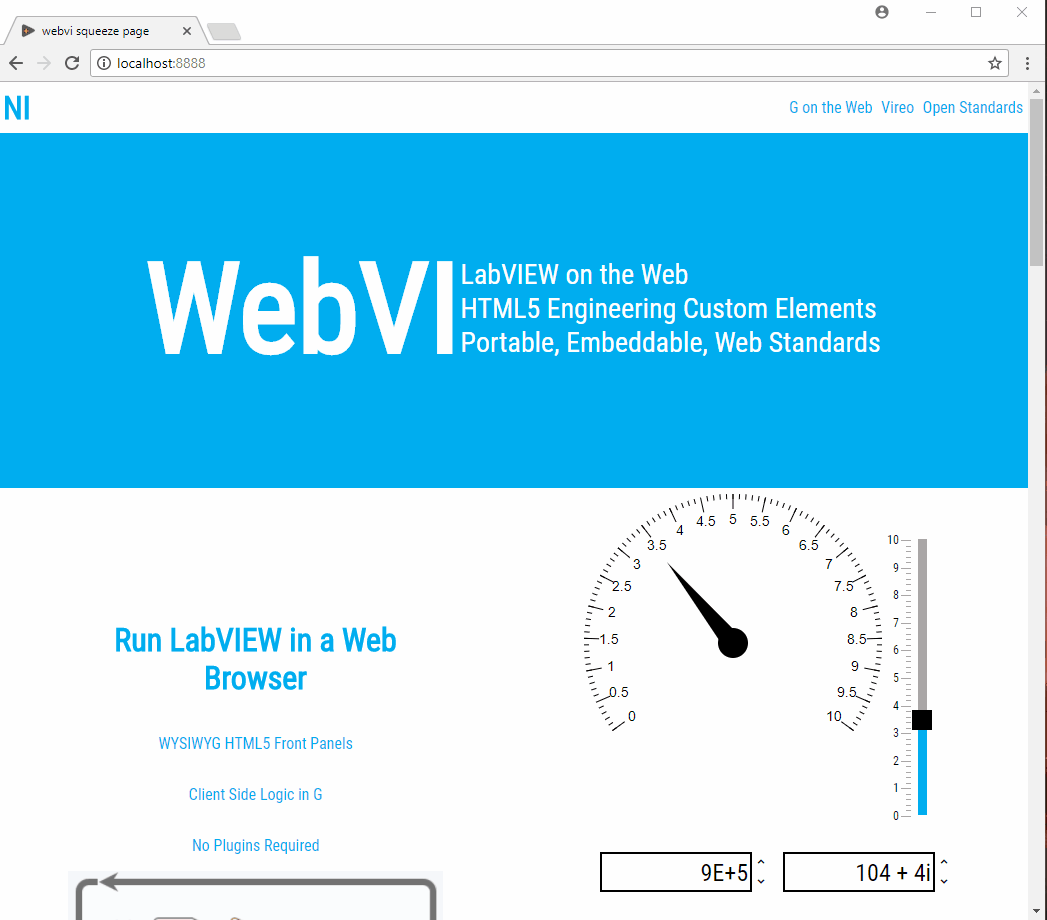 webvi squeeze page
localhost:8888
NI
G on the Web Vireo Open Standards
WebVI
LabVIEW on the Web
HTML5 Engineering Custom Elements
Portable, Embeddable, Web Standards
Run LabVIEW in a Web
Browser
WYSIWYG HTML5 Front Panels
Client Side Logic in G
No Plugins Required
0
0.5
1
1.5
2
2.5
3
3.5
4
4.5
5
5.5
6
6.5
7
7.5
8
8.5
9
9.5
10
10
9
8
7
6
5
4
3
2
1
0
9E+5
104 + 4i